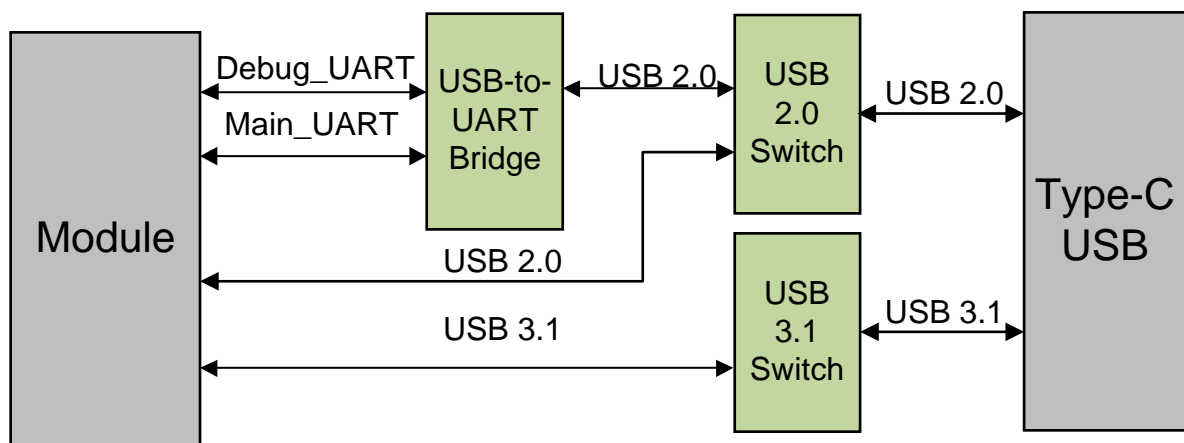 Module
Debug_UART
Main_UART
USB-to-
UART
Bridge
USB 2.0
USB
2.0
Switch
USB 2.0
Type-C
USB
USB 2.0
USB 3.1
USB
3.1
Switch
USB 3.1